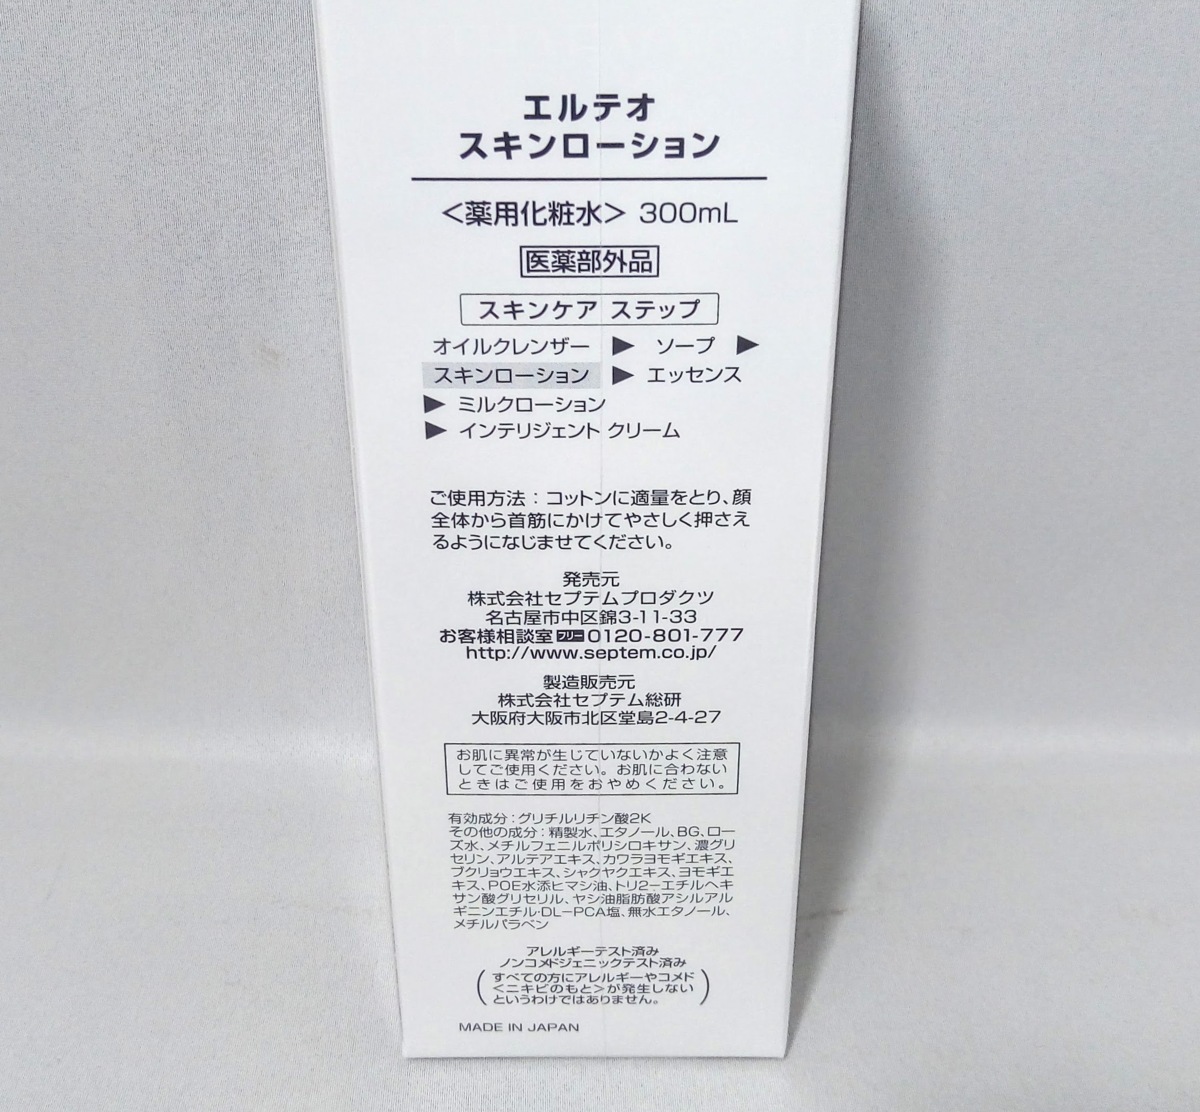 エルテオ
スキンローション
＜薬用化粧水＞ 300mL
医薬部外品
スキンケア ステップ
オイルクレンザー ▶ ソープ ▶
スキンローション ▶ エッセンス
▶ ミルクローション
▶ インテリジェント クリーム
ご使用方法：コットンに適量をとり、顔
全体から首筋にかけてやさしく押さえ
るようになじませてください。
発売元
株式会社セプテムプロダクツ
名古屋市中区錦3-11-33
お客様相談室 フリー 0120-801-777
http://www.septem.co.jp/
製造販売元
株式会社セプテム総研
大阪府大阪市北区堂島2-4-27
お肌に異常が生じていないかよく注意
してご使用ください。お肌に合わない
ときはご使用をおやめください。
有効成分：グリチルリチン酸2K
その他の成分：精製水、エタノール、BG、ロー
ズ水、メチルフェニルポリシロキサン、濃グリ
セリン、アルテアエキス、カワラヨモギエキス、
ブクリョウエキス、シャクヤクエキス、ヨモギエ
キス、POE水添ヒマシ油、トリ2－エチルヘキ
サン酸グリセリル、ヤシ油脂肪酸アシルアル
ギニンエチル・DL－PCA塩、無水エタノール、
メチルパラベン
アレルギーテスト済み
ノンコメドジェニックテスト済み
（すべての方にアレルギーやコメド
＜ニキビのもと＞が発生しない
というわけではありません。）
MADE IN JAPAN